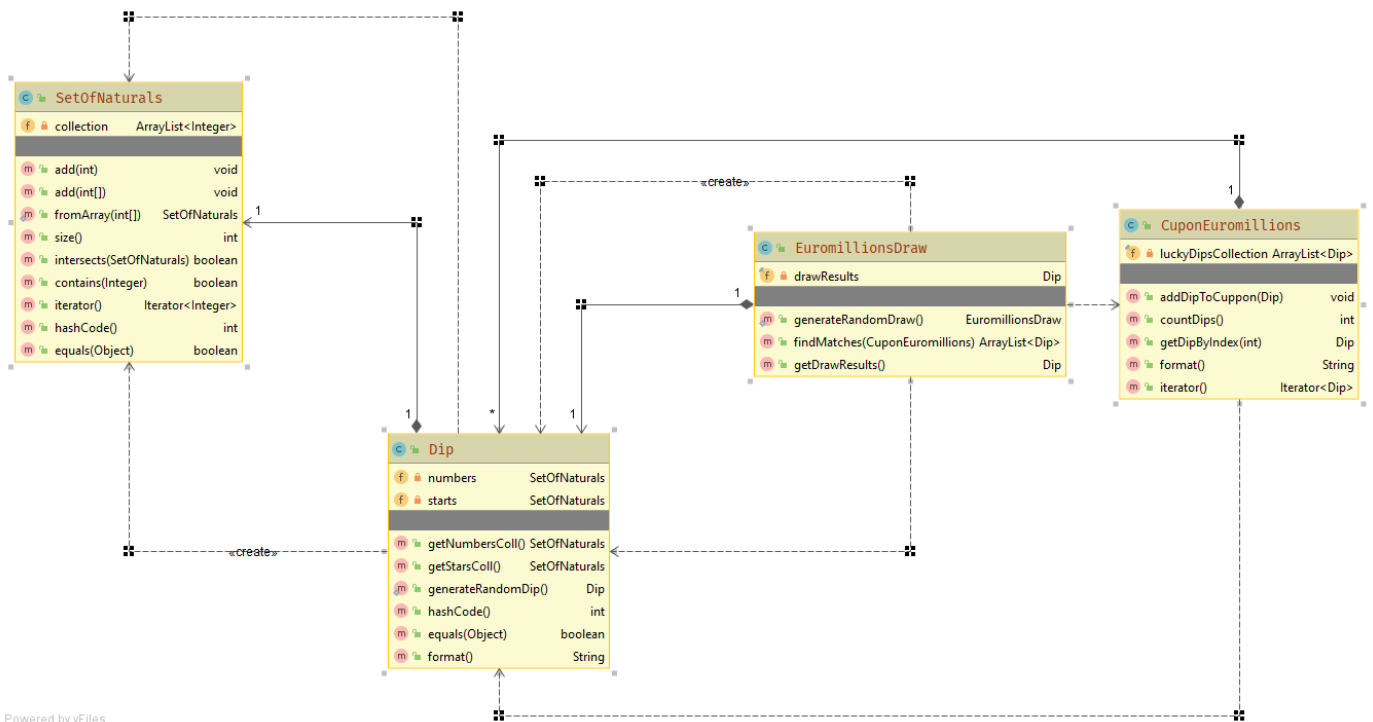 SetOfNaturals
collection ArrayList<Integer>
add(int) void
add(int[]) void
fromArray(int[]) SetOfNaturals
size() int
intersects(SetOfNaturals) boolean
contains(Integer) boolean
iterator() Iterator<Integer>
hashCode() int
equals(Object) boolean
1
«create»
1
EuromillionsDraw
drawResults Dip
generateRandomDraw() EuromillionsDraw
findMatches(CuponEuromillions) ArrayList<Dip>
getDrawResults() Dip
1
CuponEuromillions
luckyDipsCollection ArrayList<Dip>
addDipToCuppon(Dip) void
countDips() int
getDipByIndex(int) Dip
format() String
iterator() Iterator<Dip>
1
*
1
Dip
numbers SetOfNaturals
starts SetOfNaturals
getNumbersColl() SetOfNaturals
getStarsColl() SetOfNaturals
generateRandomDip() Dip
hashCode() int
equals(Object) boolean
format() String
«create»
Powered by yFiles